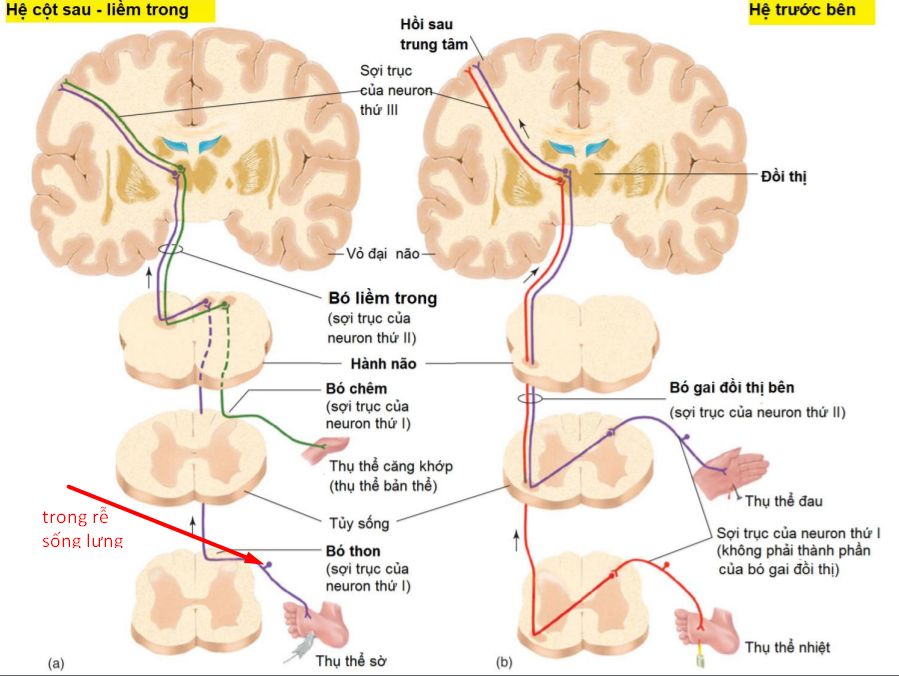 Hệ cột sau - liềm trong
Hệ trước bên
Hồi sau
trung tâm
Sợi trục
của neuron
thứ III
Đồi thị
Vỏ đại não
Bó liềm trong
(sợi trục của
neuron thứ II)
Hành não
Bó chêm
(sợi trục của
neuron thứ I)
Bó gai đồi thị bên
(sợi trục của neuron thứ II)
Thụ thể căng khớp
(thụ thể bản thể)
Thụ thể đau
trong rễ
sống lưng
Tủy sống
Sợi trục của neuron thứ I
(không phải thành phần
của bó gai đồi thị)
Bó thon
(sợi trục của
neuron thứ I)
Thụ thể sờ
Thụ thể nhiệt
(a)
(b)